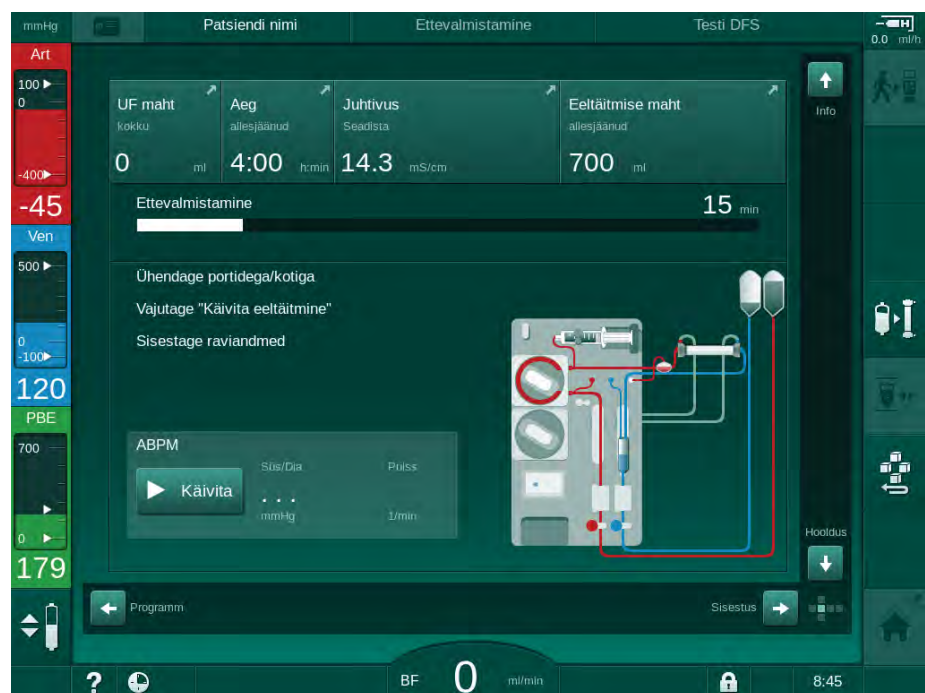 mmHg
Patsiendi nimi
Ettevalmistamine
Testi DFS
0.0 ml/h
Art
100
0
-400
-45
Ven
500
0
-100
120
PBE
700
0
179
UF maht
kokku
0 ml
Aeg
allesjäänud
4:00 h:min
Juhtivus
Seadista
14.3 mS/cm
Eeltäitmise maht
allesjäänud
700 ml
Info
Ettevalmistamine
15 min
Ühendage portidega/kotiga
Vajutage "Käivita eeltäitmine"
Sisestage raviandmed
ABPM
Käivita
Süs/Dia
. . .
mmHg
Pulss
1/min
Hooldus
Programm
Sisestus
?
BF 0 ml/min
8:45